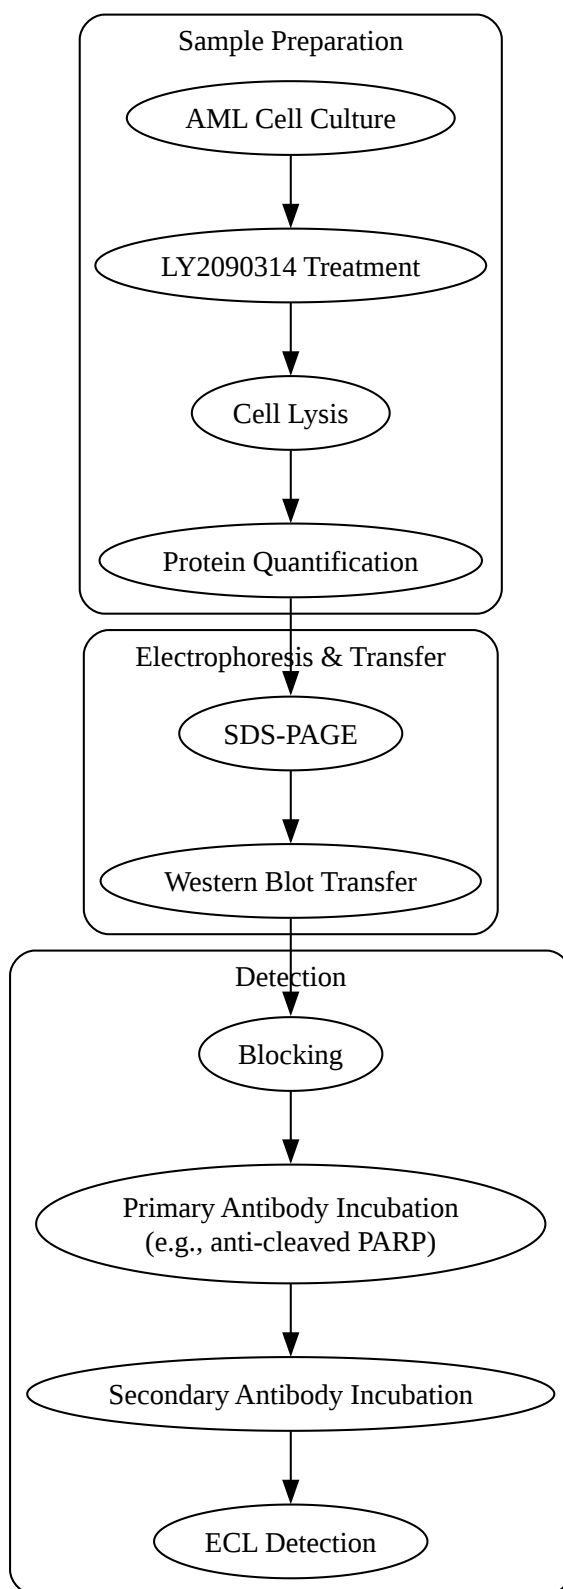 Sample Preparation
AML Cell Culture
LY2090314 Treatment
Cell Lysis
Protein Quantification
Electrophoresis & Transfer
SDS-PAGE
Western Blot Transfer
Detection
Blocking
Primary Antibody Incubation
(e.g., anti-cleaved PARP)
Secondary Antibody Incubation
ECL Detection